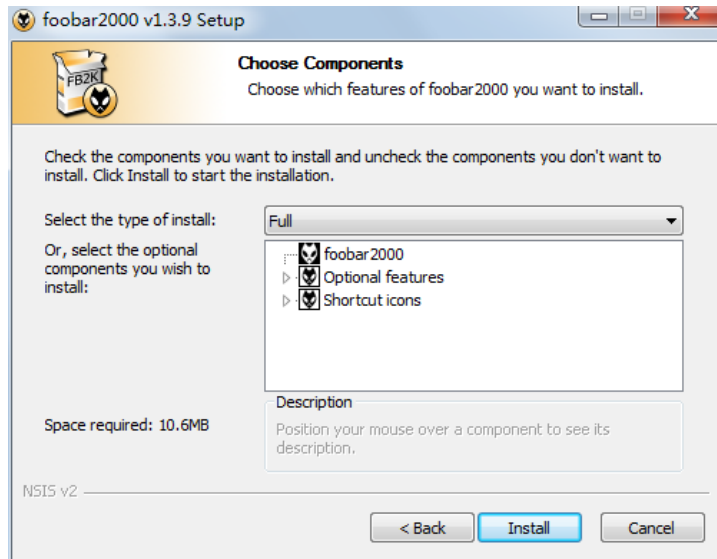 foobar2000 v1.3.9 Setup
Choose Components
Choose which features of foobar2000 you want to install.
FB2K
Check the components you want to install and uncheck the components you don't want to
install. Click Install to start the installation.
Select the type of install:
Full
Or, select the optional
components you wish to
install:
foobar2000
Optional features
Shortcut icons
Space required: 10.6MB
Description
Position your mouse over a component to see its
description.
NSIS v2
< Back
Install
Cancel